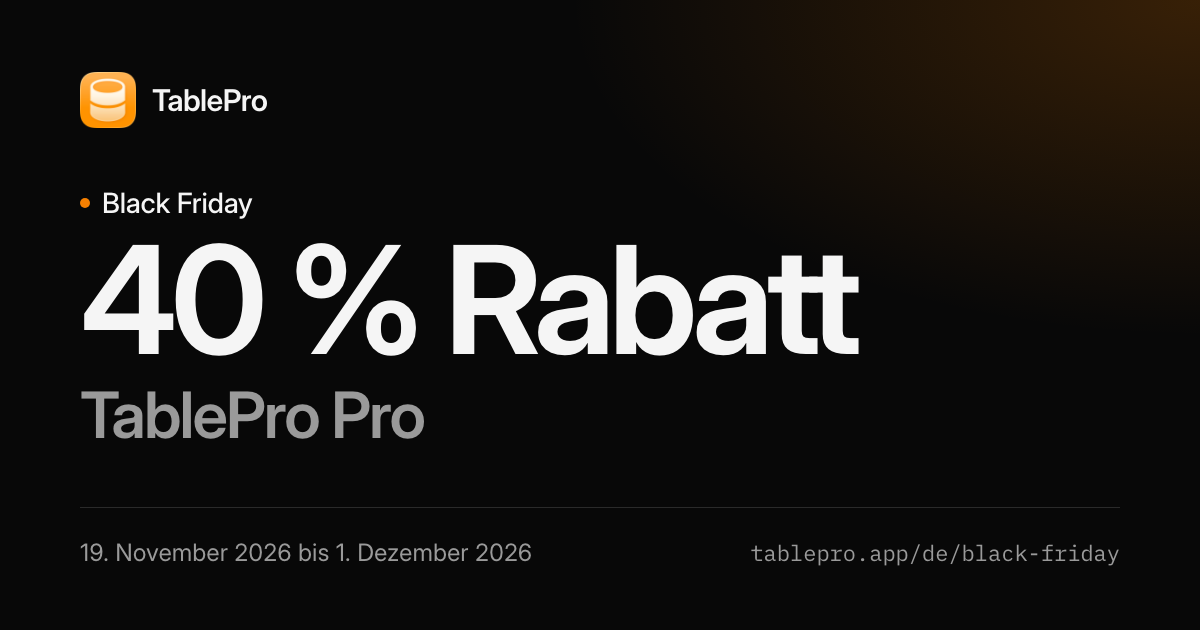 TablePro
Black Friday
40 % Rabatt
TablePro Pro
19. November 2026 bis 1. Dezember 2026
tablepro.app/de/black-friday